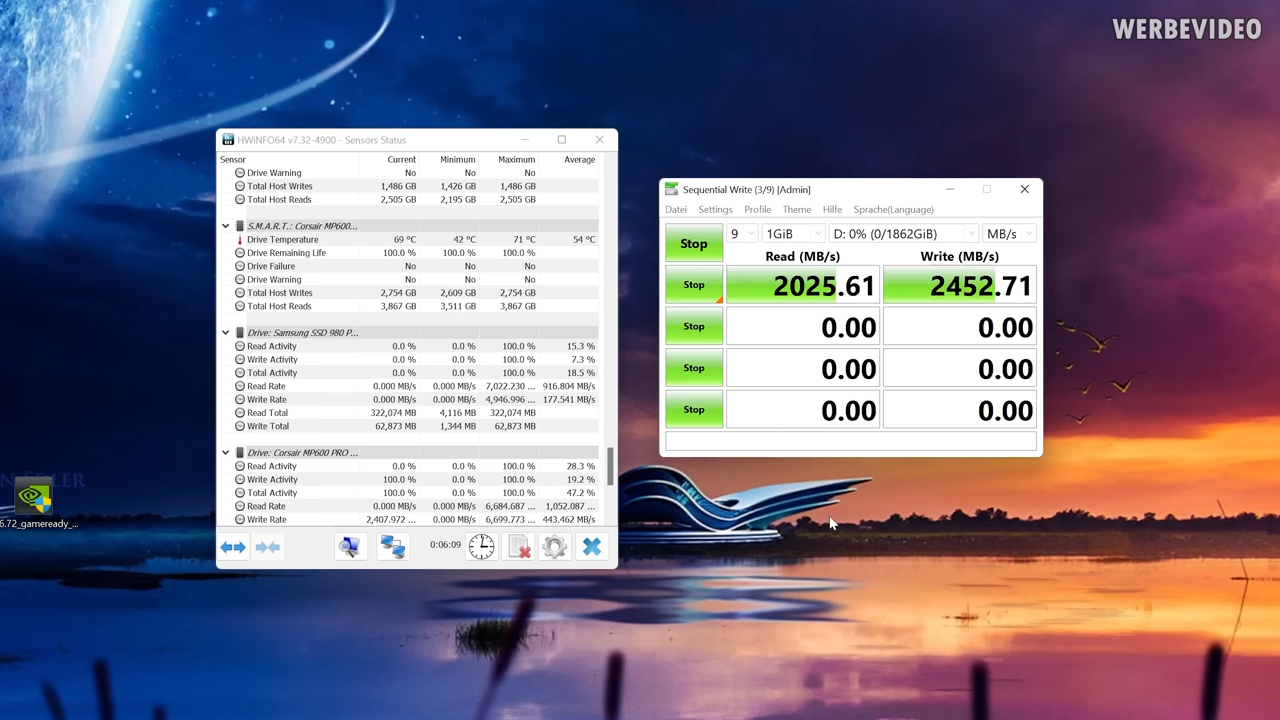 WERBEVIDEO
HWiNFO64 v7.32-4900 - Sensors Status
Sensor Current Minimum Maximum Average
Drive Warning No No No
Total Host Writes 1,486 GB 1,426 GB 1,486 GB
Total Host Reads 2,505 GB 2,195 GB 2,505 GB
S.M.A.R.T.: Corsair MP600...
Drive Temperature 69 °C 42 °C 71 °C 54 °C
Drive Remaining Life 100.0 % 100.0 % 100.0 %
Drive Failure No No No
Drive Warning No No No
Total Host Writes 2,754 GB 2,609 GB 2,754 GB
Total Host Reads 3,867 GB 3,511 GB 3,867 GB
Drive: Samsung SSD 980 P...
Read Activity 0.0 % 0.0 % 100.0 % 15.3 %
Write Activity 0.0 % 0.0 % 100.0 % 7.3 %
Total Activity 0.0 % 0.0 % 100.0 % 18.5 %
Read Rate 0.000 MB/s 0.000 MB/s 7,022.230 ... 916.804 MB/s
Write Rate 0.000 MB/s 0.000 MB/s 4,946.996 ... 177.541 MB/s
Read Total 322,074 MB 4,116 MB 322,074 MB
Write Total 62,873 MB 1,344 MB 62,873 MB
Drive: Corsair MP600 PRO ...
Read Activity 0.0 % 0.0 % 100.0 % 28.3 %
Write Activity 100.0 % 0.0 % 100.0 % 19.2 %
Total Activity 100.0 % 0.0 % 100.0 % 47.2 %
Read Rate 0.000 MB/s 0.000 MB/s 6,684.687 ... 1,052.087 ...
Write Rate 2,407.972 ... 0.000 MB/s 6,699.773 ... 443.462 MB/s
0:06:09
Sequential Write (3/9) [Admin]
Datei Settings Profile Theme Hilfe Sprache(Language)
Stop 9 1GiB D: 0% (0/1862GiB) MB/s
Read (MB/s) Write (MB/s)
Stop 2025.61 2452.71
Stop 0.00 0.00
Stop 0.00 0.00
Stop 0.00 0.00
6.72_gameready_...